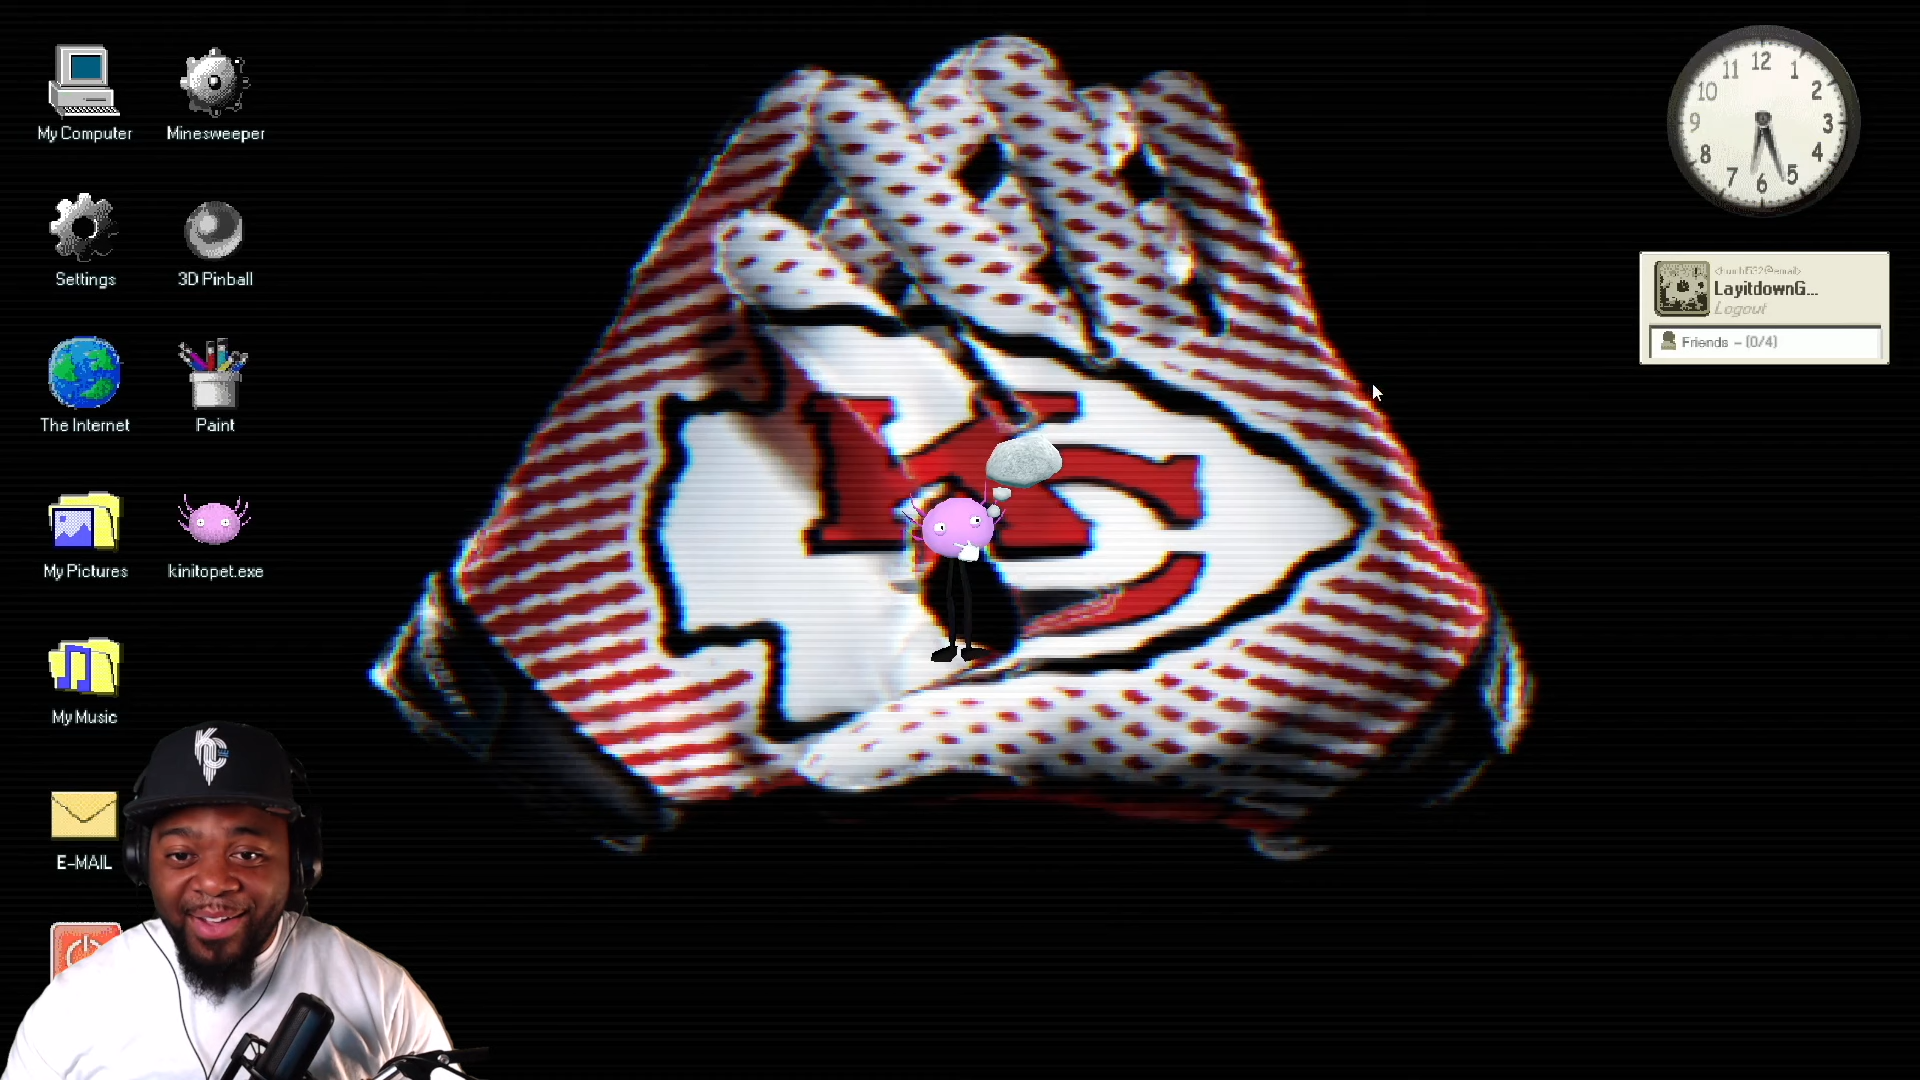 My Computer
Minesweeper
Settings
3D Pinball
The Internet
Paint
My Pictures
kinitopet.exe
My Music
E-MAIL
12
1
2
3
4
5
6
7
8
9
10
11
LayitdownG...
Logout
Friends - (0/4)
KC
KC